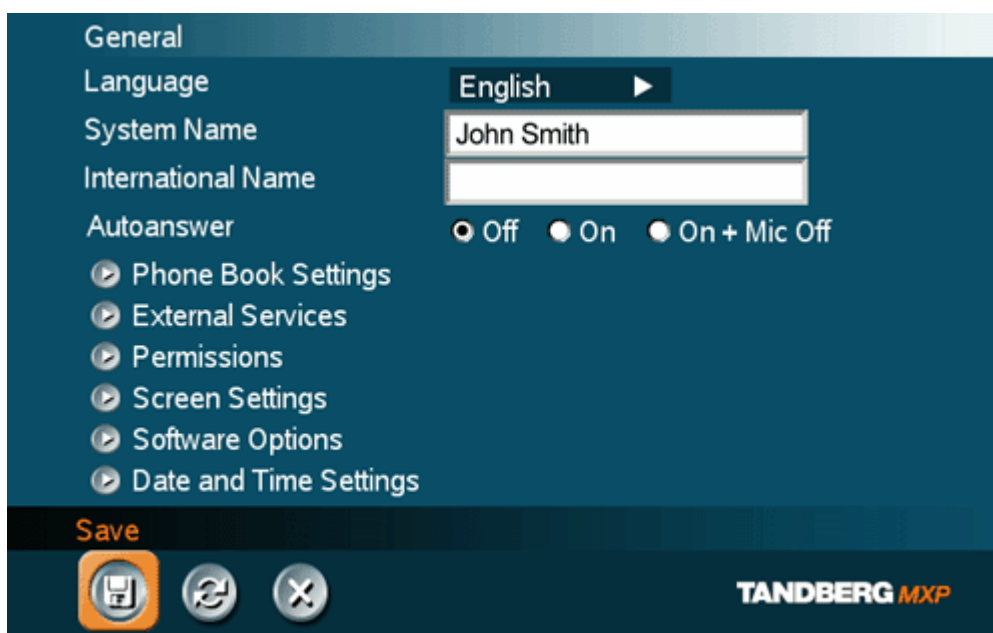 General
Language English
System Name John Smith
International Name
Autoanswer Off On On + Mic Off
Phone Book Settings
External Services
Permissions
Screen Settings
Software Options
Date and Time Settings
Save
TANDBERG MXP